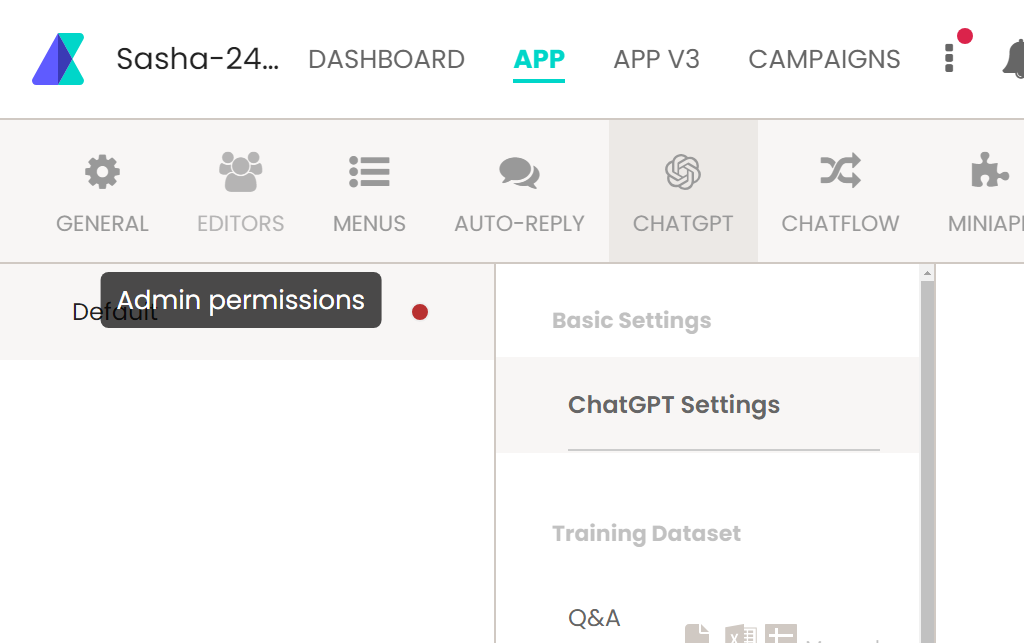 Sasha-24... DASHBOARD APP APP V3 CAMPAIGNS
GENERAL EDITORS MENUS AUTO-REPLY CHATGPT CHATFLOW MINIAP
Admin permissions
Default
Basic Settings
ChatGPT Settings
Training Dataset
Q&A